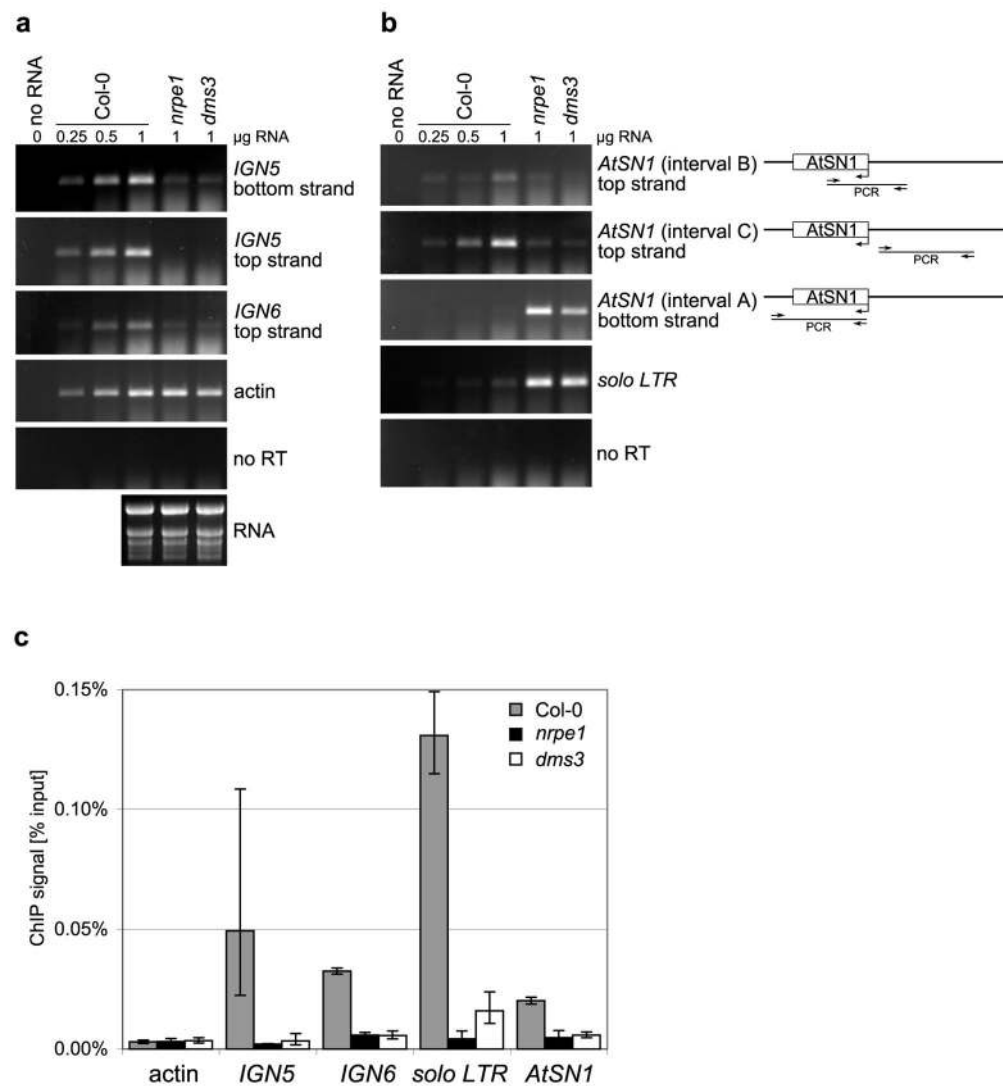 a
no RNA
Col-0
nrpe1
dms3
0 0.25 0.5 1 1 1 µg RNA
IGN5
bottom strand
IGN5
top strand
IGN6
top strand
actin
no RT
RNA
b
no RNA
Col-0
nrpe1
dms3
0 0.25 0.5 1 1 1 µg RNA
AtSN1 (interval B)
top strand
AtSN1
PCR
AtSN1 (interval C)
top strand
AtSN1
PCR
AtSN1 (interval A)
bottom strand
AtSN1
PCR
solo LTR
no RT
c
ChIP signal [% input]
0.15%
0.10%
0.05%
0.00%
Col-0
nrpe1
dms3
actin IGN5 IGN6 solo LTR AtSN1